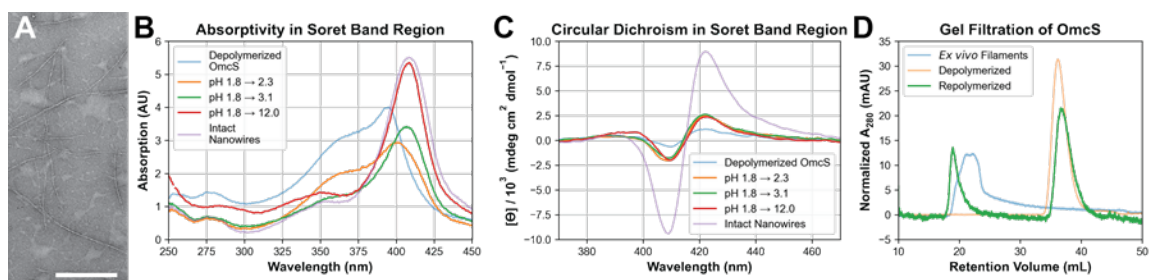 A
B
Absorptivity in Soret Band Region
Absorption (AU)
6
5
4
3
2
1
0
Depolymerized
OmcS
pH 1.8 → 2.3
pH 1.8 → 3.1
pH 1.8 → 12.0
Intact
Nanowires
250 275 300 325 350 375 400 425 450
Wavelength (nm)
C
Circular Dichroism in Soret Band Region
[Θ] / 10³ (mdeg cm² dmol⁻¹)
10.0
7.5
5.0
2.5
0
−2.5
−5.0
−7.5
−10.0
Depolymerized OmcS
pH 1.8 → 2.3
pH 1.8 → 3.1
pH 1.8 → 12.0
Intact Nanowires
380 400 420 440 460
Wavelength (nm)
D
Gel Filtration of OmcS
Normalized A₂₈₀ (mAU)
35
30
25
20
15
10
5
0
−5
Ex vivo Filaments
Depolymerized
Repolymerized
10 20 30 40 50
Retention Volume (mL)